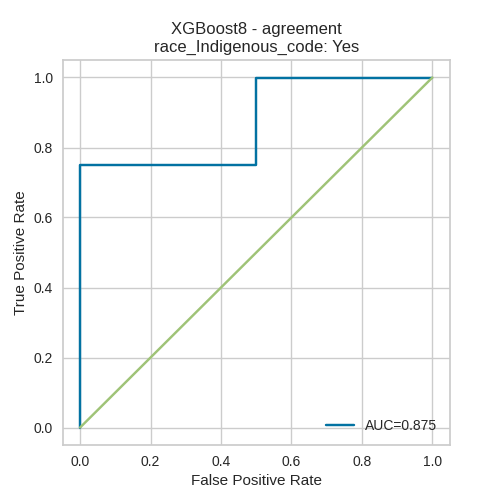 XGBoost8 - agreement
race_Indigenous_code: Yes
True Positive Rate
1.0
0.8
0.6
0.4
0.2
0.0
AUC=0.875
0.0 0.2 0.4 0.6 0.8 1.0
False Positive Rate